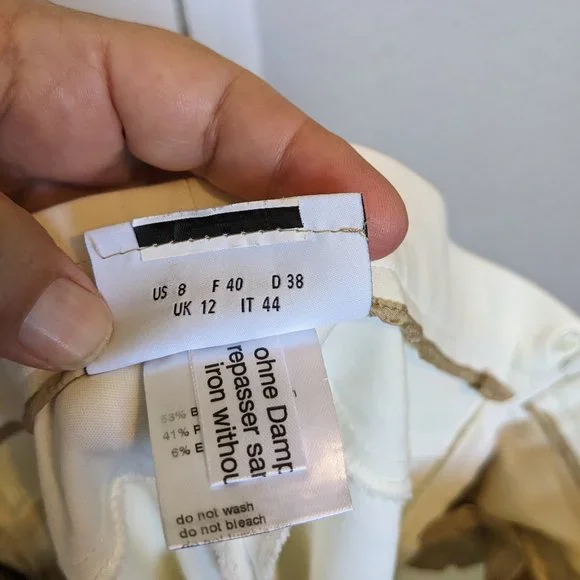 US 8 F 40 D 38
UK 12 IT 44
ohne Damp
repasser sa
iron withou
53% B
41% P
6% E
do not wash
do not bleach